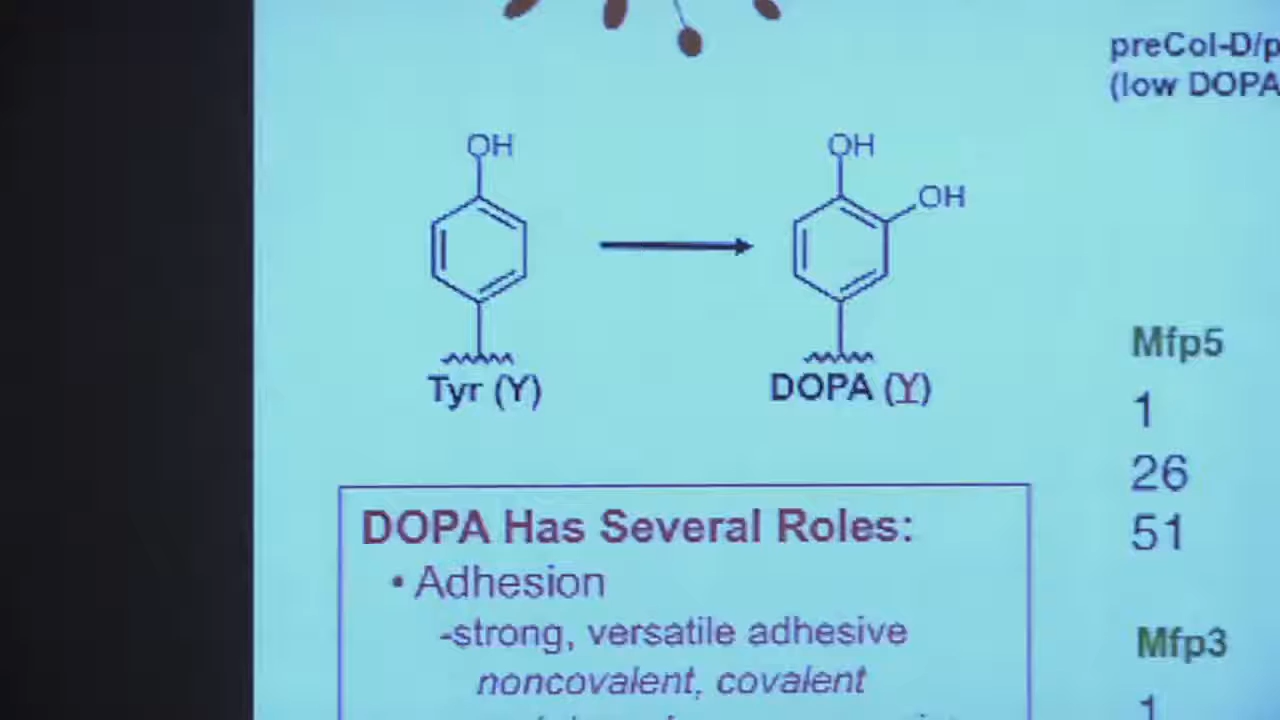 preCol-D/p
(low DOPA
OH
OH
OH
Tyr (Y)
DOPA (Y)
DOPA Has Several Roles:
• Adhesion
-strong, versatile adhesive
noncovalent, covalent
Mfp5
1
26
51
Mfp3
1